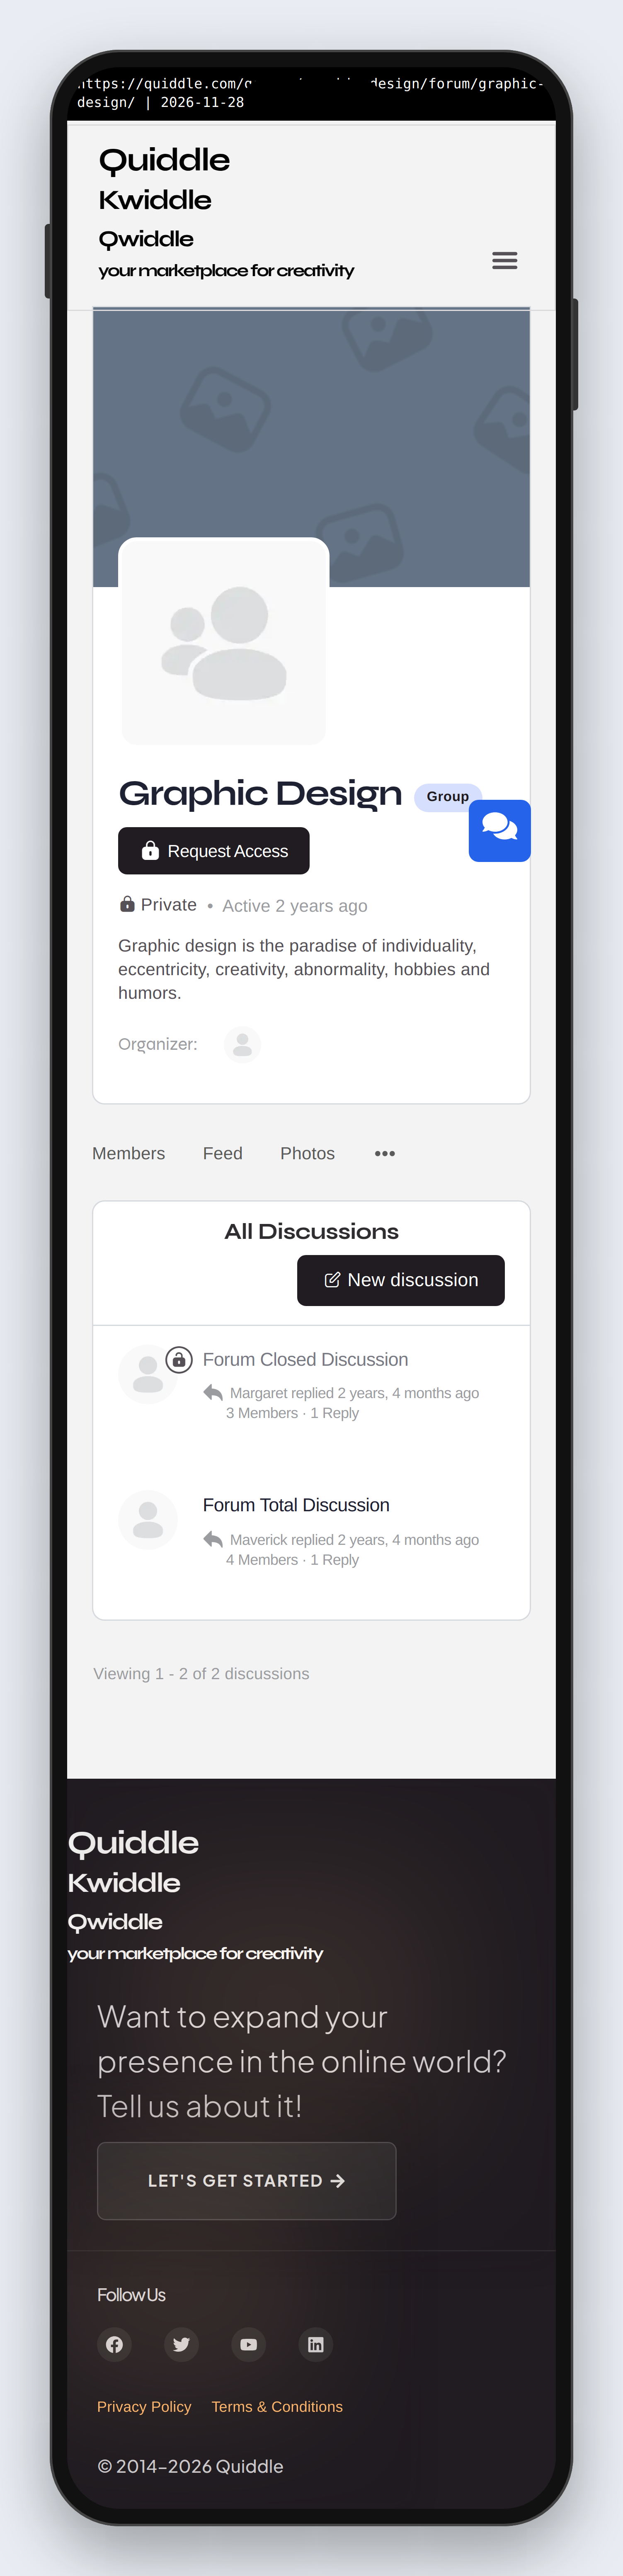 https://quiddle.com/ design/forum/graphic-
design/ | 2026-11-28
Quiddle
Kwiddle
Qwiddle
your marketplace for creativity
Graphic Design Group
Request Access
Private • Active 2 years ago
Graphic design is the paradise of individuality,
eccentricity, creativity, abnormality, hobbies and
humors.
Organizer:
Members Feed Photos •••
All Discussions
New discussion
Forum Closed Discussion
Margaret replied 2 years, 4 months ago
3 Members · 1 Reply
Forum Total Discussion
Maverick replied 2 years, 4 months ago
4 Members · 1 Reply
Viewing 1 - 2 of 2 discussions
Quiddle
Kwiddle
Qwiddle
your marketplace for creativity
Want to expand your
presence in the online world?
Tell us about it!
LET'S GET STARTED →
Follow Us
Privacy Policy Terms & Conditions
© 2014–2026 Quiddle